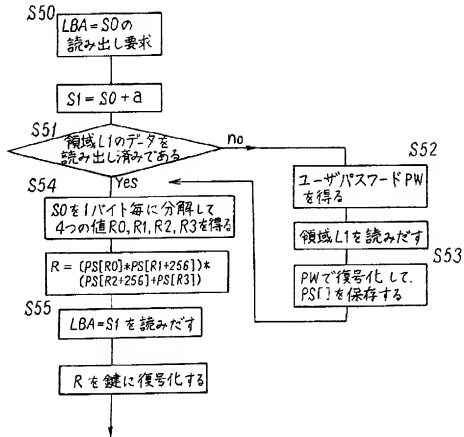 S50
LBA=S0の
読み出し要求
S1=S0+a
S51
領域L1のデータを
読み出し済みである
no
yes
S52
ユーザパスワードPW
を得る
領域L1を読みだす
S53
PWで復号化して、
PS[]を保存する
S54
S0を1バイト毎に分解して
4つの値R0,R1,R2,R3を得る
R=(PS[R0]*PS[R1+256])*
(PS[R2+256]+PS[R3])
S55
LBA=S1を読みだす
Rを鍵に復号化する